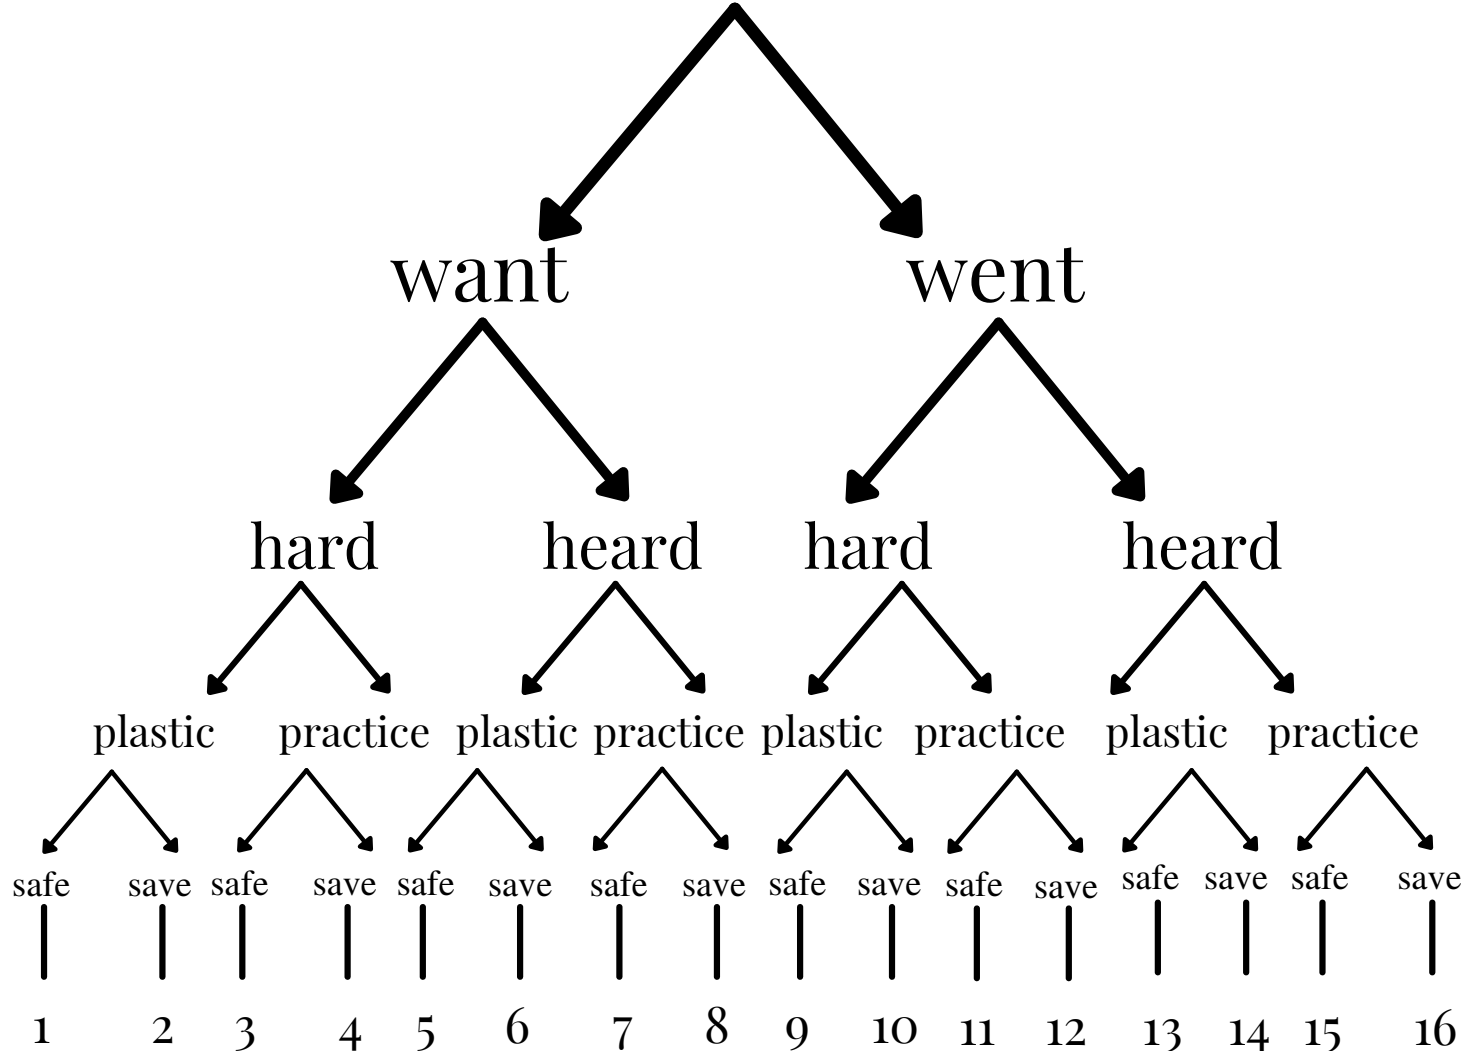 want went
hard heard hard heard
plastic practice plastic practice plastic practice plastic practice
safe save safe save safe save safe save safe save safe save safe save safe save
1 2 3 4 5 6 7 8 9 10 11 12 13 14 15 16